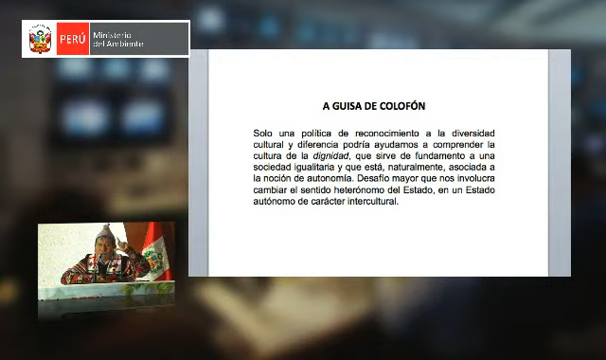 PERÚ
Ministerio
del Ambiente
A GUISA DE COLOFÓN
Solo una política de reconocimiento a la diversidad
cultural y diferencia podría ayudarnos a comprender la
cultura de la dignidad, que sirve de fundamento a una
sociedad igualitaria y que está, naturalmente, asociada a
la noción de autonomía. Desafío mayor que nos involucra
cambiar el sentido heterónomo del Estado, en un Estado
autónomo de carácter intercultural.